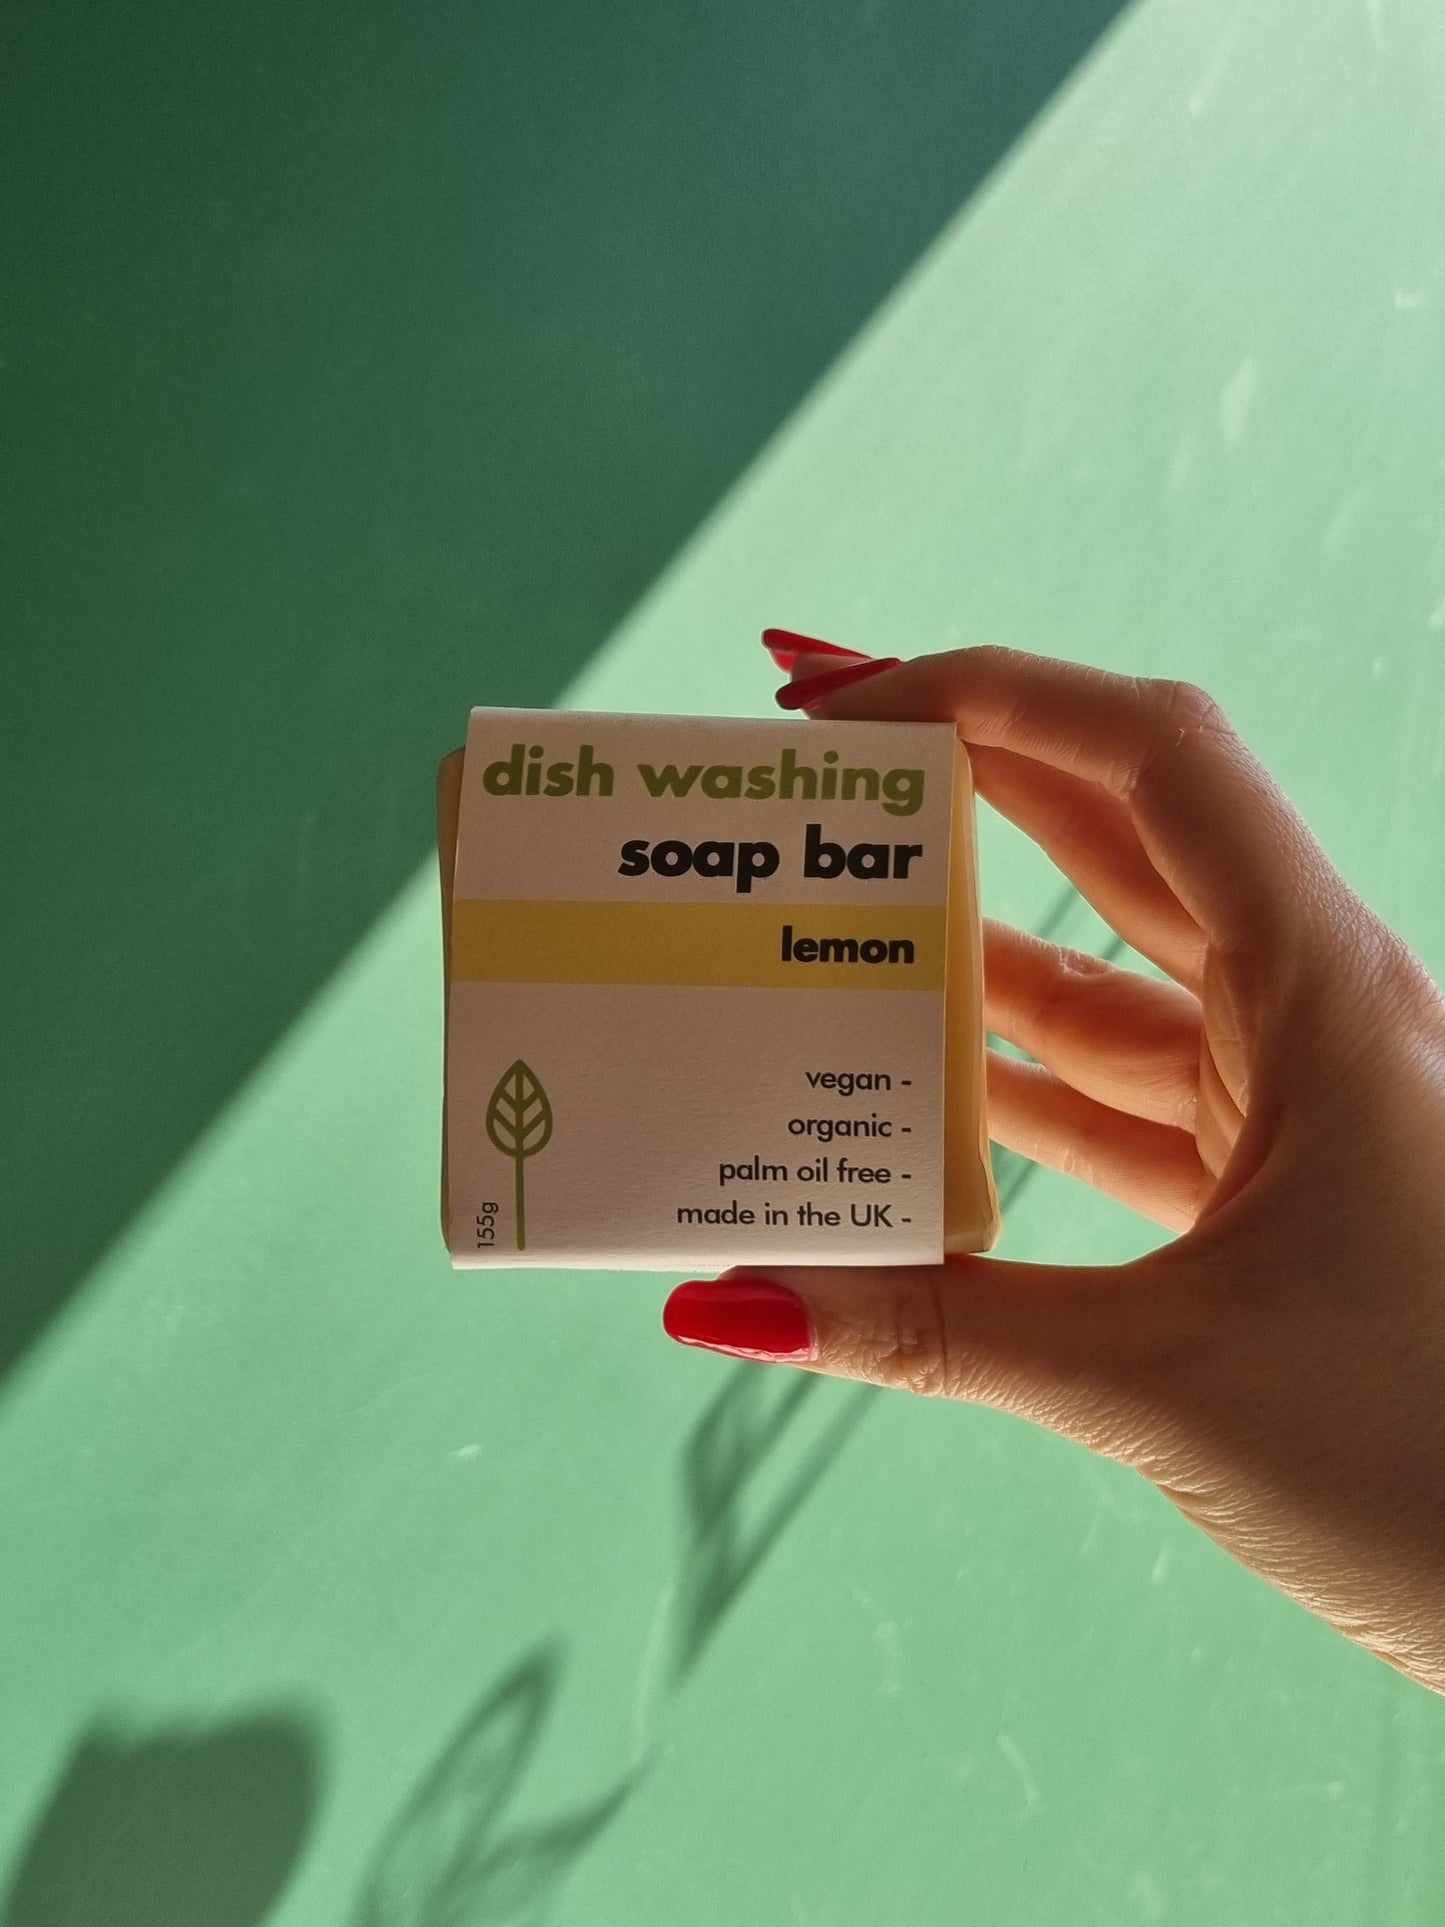 dish washing
soap bar
lemon
vegan -
organic -
palm oil free -
made in the UK -
155g